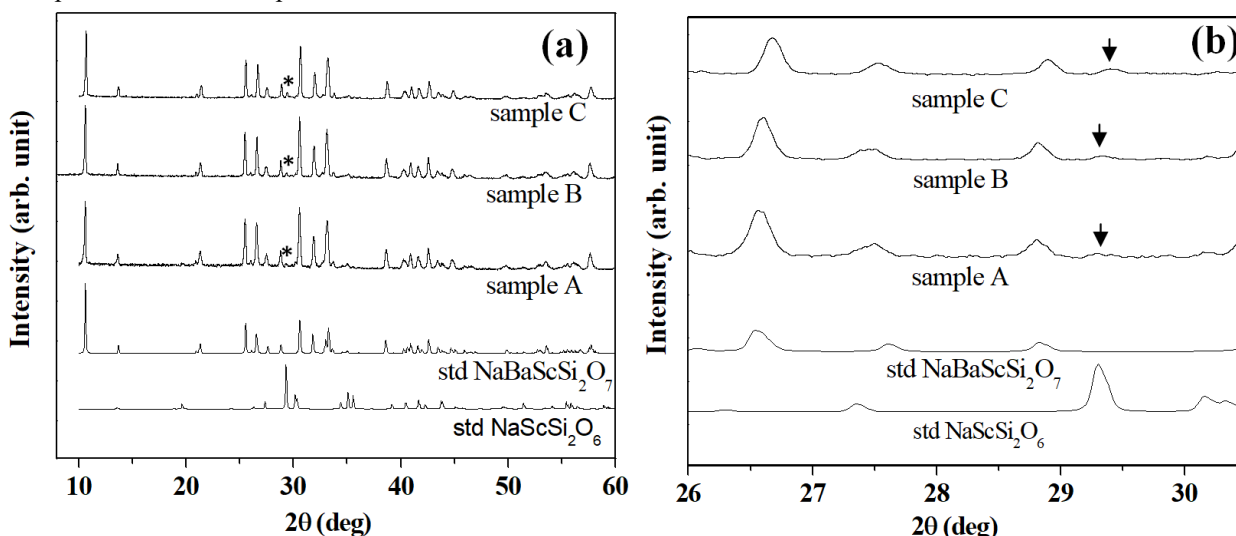 (a)
*
sample C
*
sample B
*
sample A
std NaBaScSi₂O₇
std NaScSi₂O₆
Intensity (arb. unit)
10 20 30 40 50 60
2θ (deg)
(b)
sample C
sample B
sample A
std NaBaScSi₂O₇
std NaScSi₂O₆
Intensity (arb. unit)
26 27 28 29 30
2θ (deg)